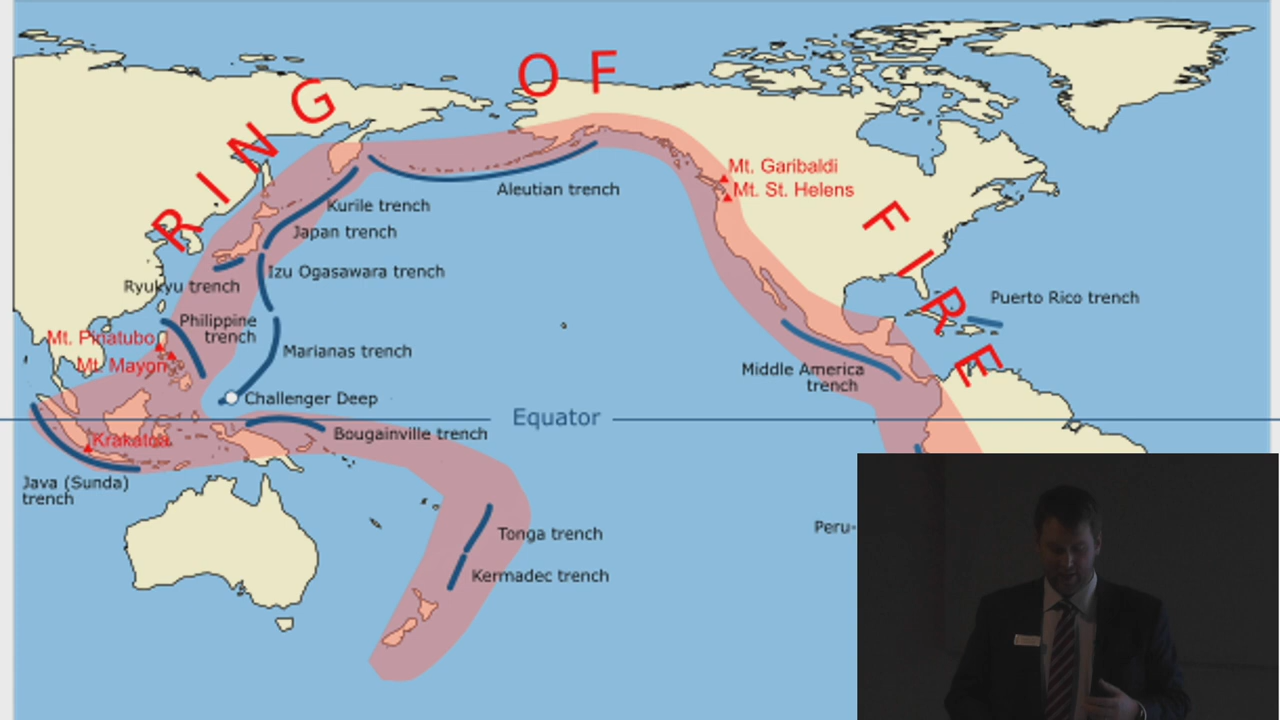 RING OF FIRE
Mt. Garibaldi
Mt. St. Helens
Aleutian trench
Kurile trench
Japan trench
Izu Ogasawara trench
Ryukyu trench
Puerto Rico trench
Philippine
trench
Mt. Pinatubo
Mt. Mayon
Marianas trench
Middle America
trench
Challenger Deep
Equator
Bougainville trench
Krakatoa
Java (Sunda)
trench
Peru-
Tonga trench
Kermadec trench